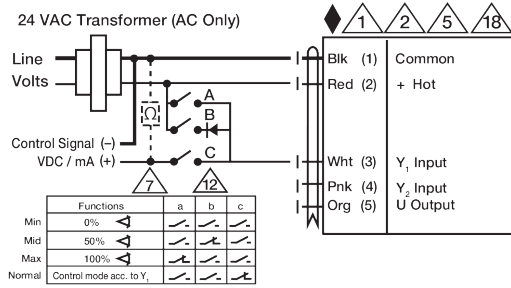 24 VAC Transformer (AC Only)
1 2 5 18
Line
Volts
Blk (1) Common
Red (2) + Hot
A
Ω
B
Control Signal (–)
VDC / mA (+)
C
Wht (3) Y1 Input
Pnk (4) Y2 Input
Org (5) U Output
7 12
Functions a b c
Min 0%
Mid 50%
Max 100%
Normal Control mode acc. to Y1